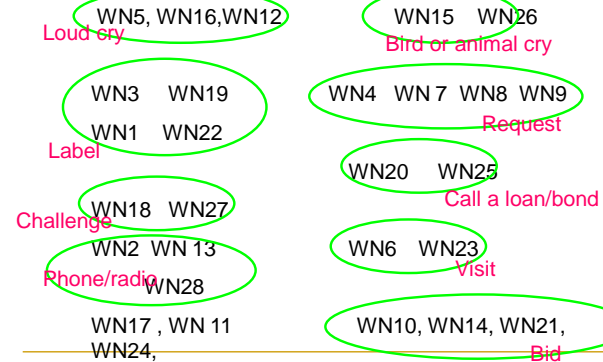 WN5, WN16,WN12
Loud cry
WN15 WN26
Bird or animal cry
WN3 WN19
WN1 WN22
Label
WN4 WN 7 WN8 WN9
Request
WN20 WN25
Call a loan/bond
WN18 WN27
Challenge
WN2 WN 13
Phone/radio
WN28
WN6 WN23
Visit
WN17 , WN 11
WN24,
WN10, WN14, WN21,
Bid